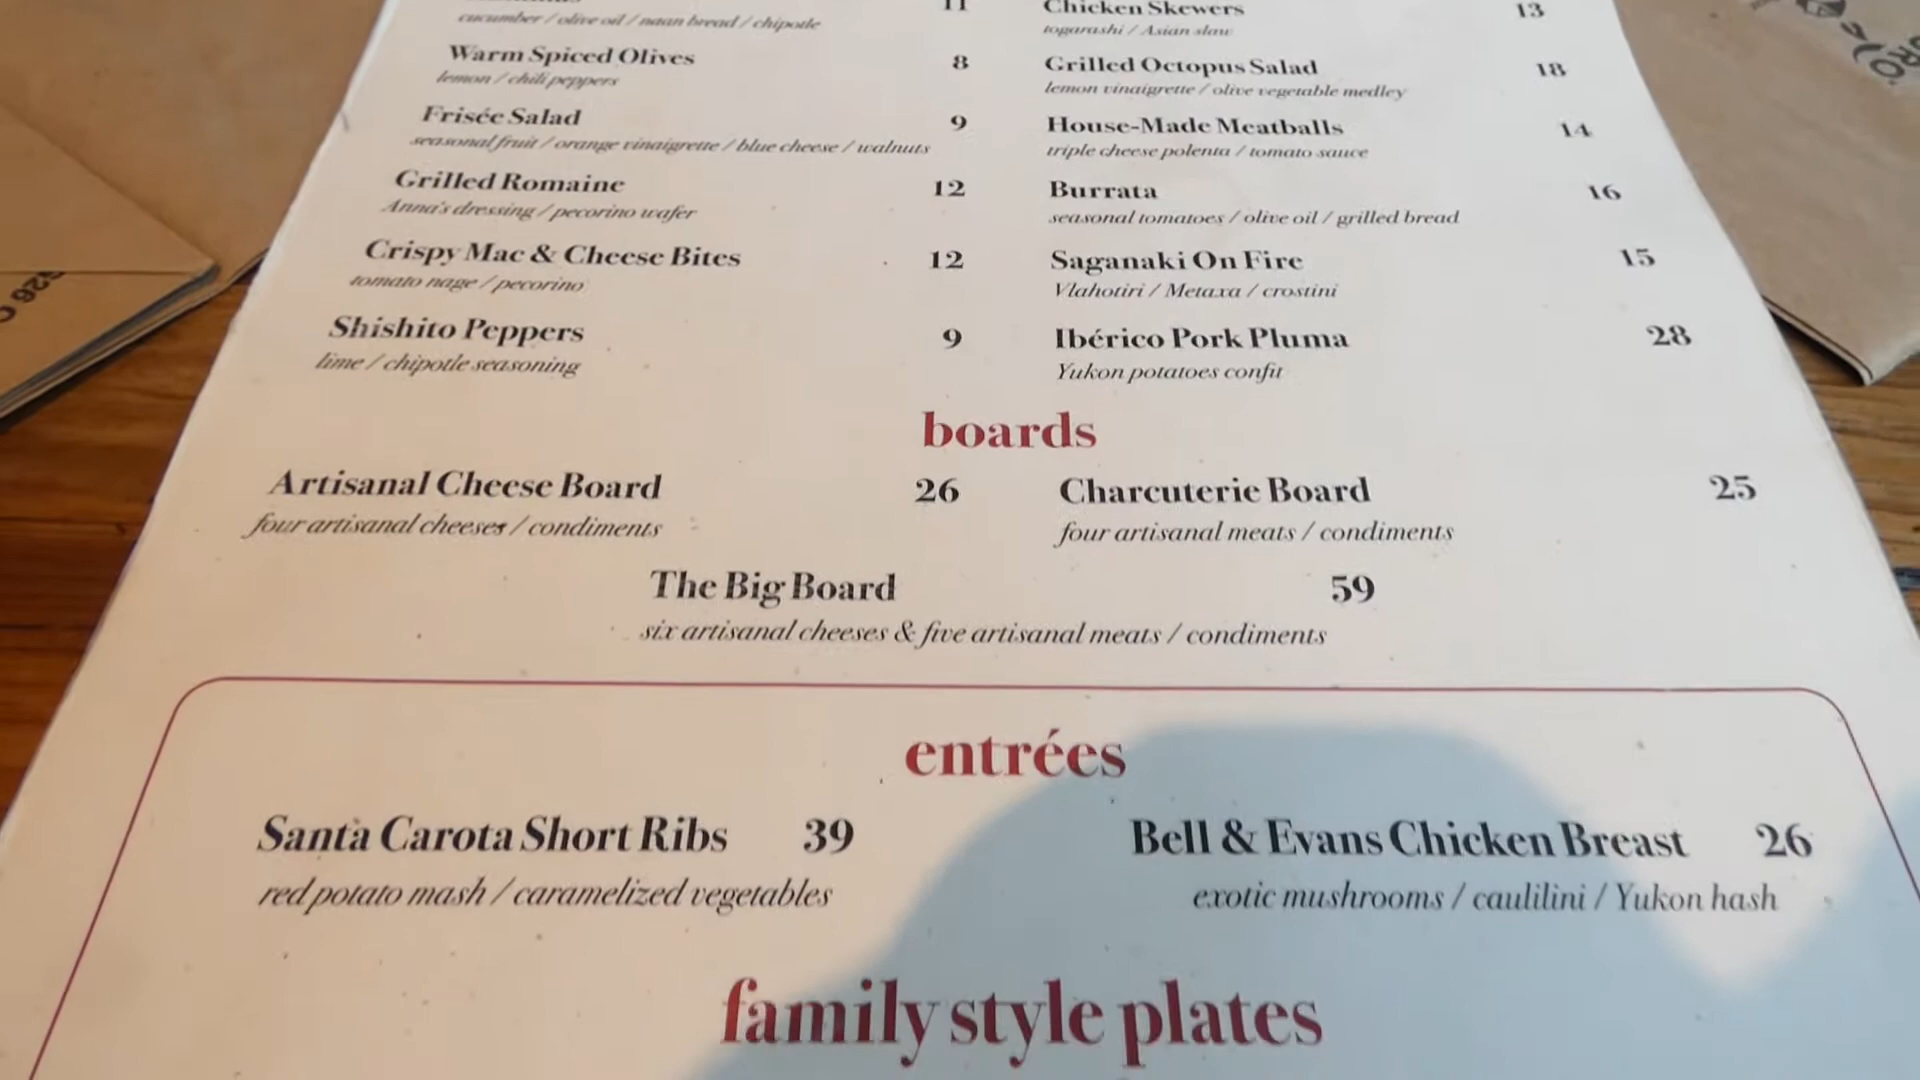 11
cucumber / olive oil / naan bread / chipotle
Warm Spiced Olives 8
lemon / chili peppers
Frisée Salad 9
seasonal fruit / orange vinaigrette / blue cheese / walnuts
Grilled Romaine 12
Anna's dressing / pecorino wafer
Crispy Mac & Cheese Bites 12
tomato nage / pecorino
Shishito Peppers 9
lime / chipotle seasoning
Chicken Skewers 13
togarashi / Asian slaw
Grilled Octopus Salad 18
lemon vinaigrette / olive vegetable medley
House-Made Meatballs 14
triple cheese polenta / tomato sauce
Burrata 16
seasonal tomatoes / olive oil / grilled bread
Saganaki On Fire 15
Vlahotiri / Metaxa / crostini
Ibérico Pork Pluma 28
Yukon potatoes confit
boards
Artisanal Cheese Board 26
four artisanal cheeses / condiments
Charcuterie Board 25
four artisanal meats / condiments
The Big Board 59
six artisanal cheeses & five artisanal meats / condiments
entrées
Santa Carota Short Ribs 39
red potato mash / caramelized vegetables
Bell & Evans Chicken Breast 26
exotic mushrooms / caulilini / Yukon hash
family style plates